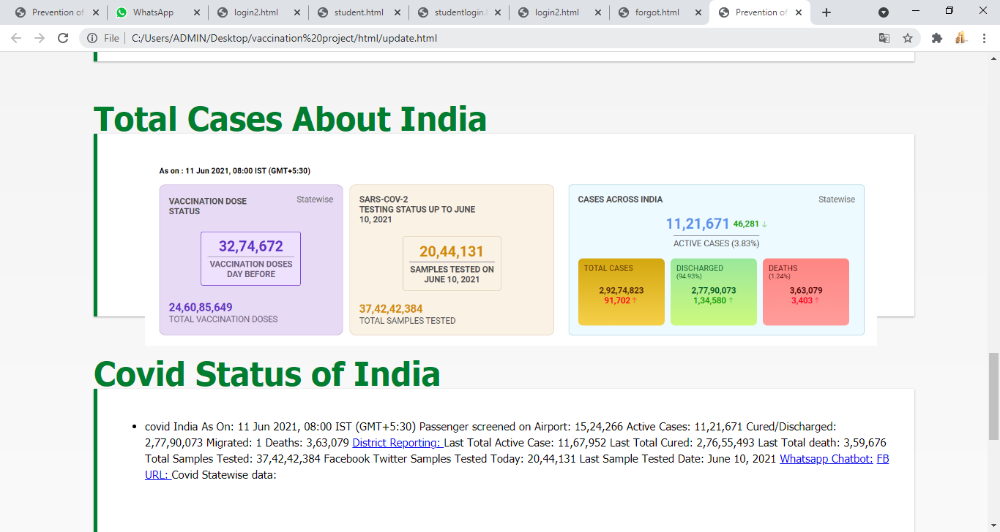 Prevention of
WhatsApp
login2.html
student.html
studentlogin.
login2.html
forgot.html
Prevention of
File
C:/Users/ADMIN/Desktop/vaccination%20project/html/update.html
Total Cases About India
As on : 11 Jun 2021, 08:00 IST (GMT+5:30)
VACCINATION DOSE
STATUS
Statewise
32,74,672
VACCINATION DOSES
DAY BEFORE
24,60,85,649
TOTAL VACCINATION DOSES
SARS-COV-2
TESTING STATUS UP TO JUNE
10, 2021
20,44,131
SAMPLES TESTED ON
JUNE 10, 2021
37,42,42,384
TOTAL SAMPLES TESTED
CASES ACROSS INDIA
Statewise
11,21,671 46,281↓
ACTIVE CASES (3.83%)
TOTAL CASES
2,92,74,823
91,702↑
DISCHARGED
(94.93%)
2,77,90,073
1,34,580↑
DEATHS
(1.24%)
3,63,079
3,403↑
Covid Status of India
• covid India As On: 11 Jun 2021, 08:00 IST (GMT+5:30) Passenger screened on Airport: 15,24,266 Active Cases: 11,21,671 Cured/Discharged:
2,77,90,073 Migrated: 1 Deaths: 3,63,079 District Reporting: Last Total Active Case: 11,67,952 Last Total Cured: 2,76,55,493 Last Total death: 3,59,676
Total Samples Tested: 37,42,42,384 Facebook Twitter Samples Tested Today: 20,44,131 Last Sample Tested Date: June 10, 2021 Whatsapp Chatbot: FB
URL: Covid Statewise data: